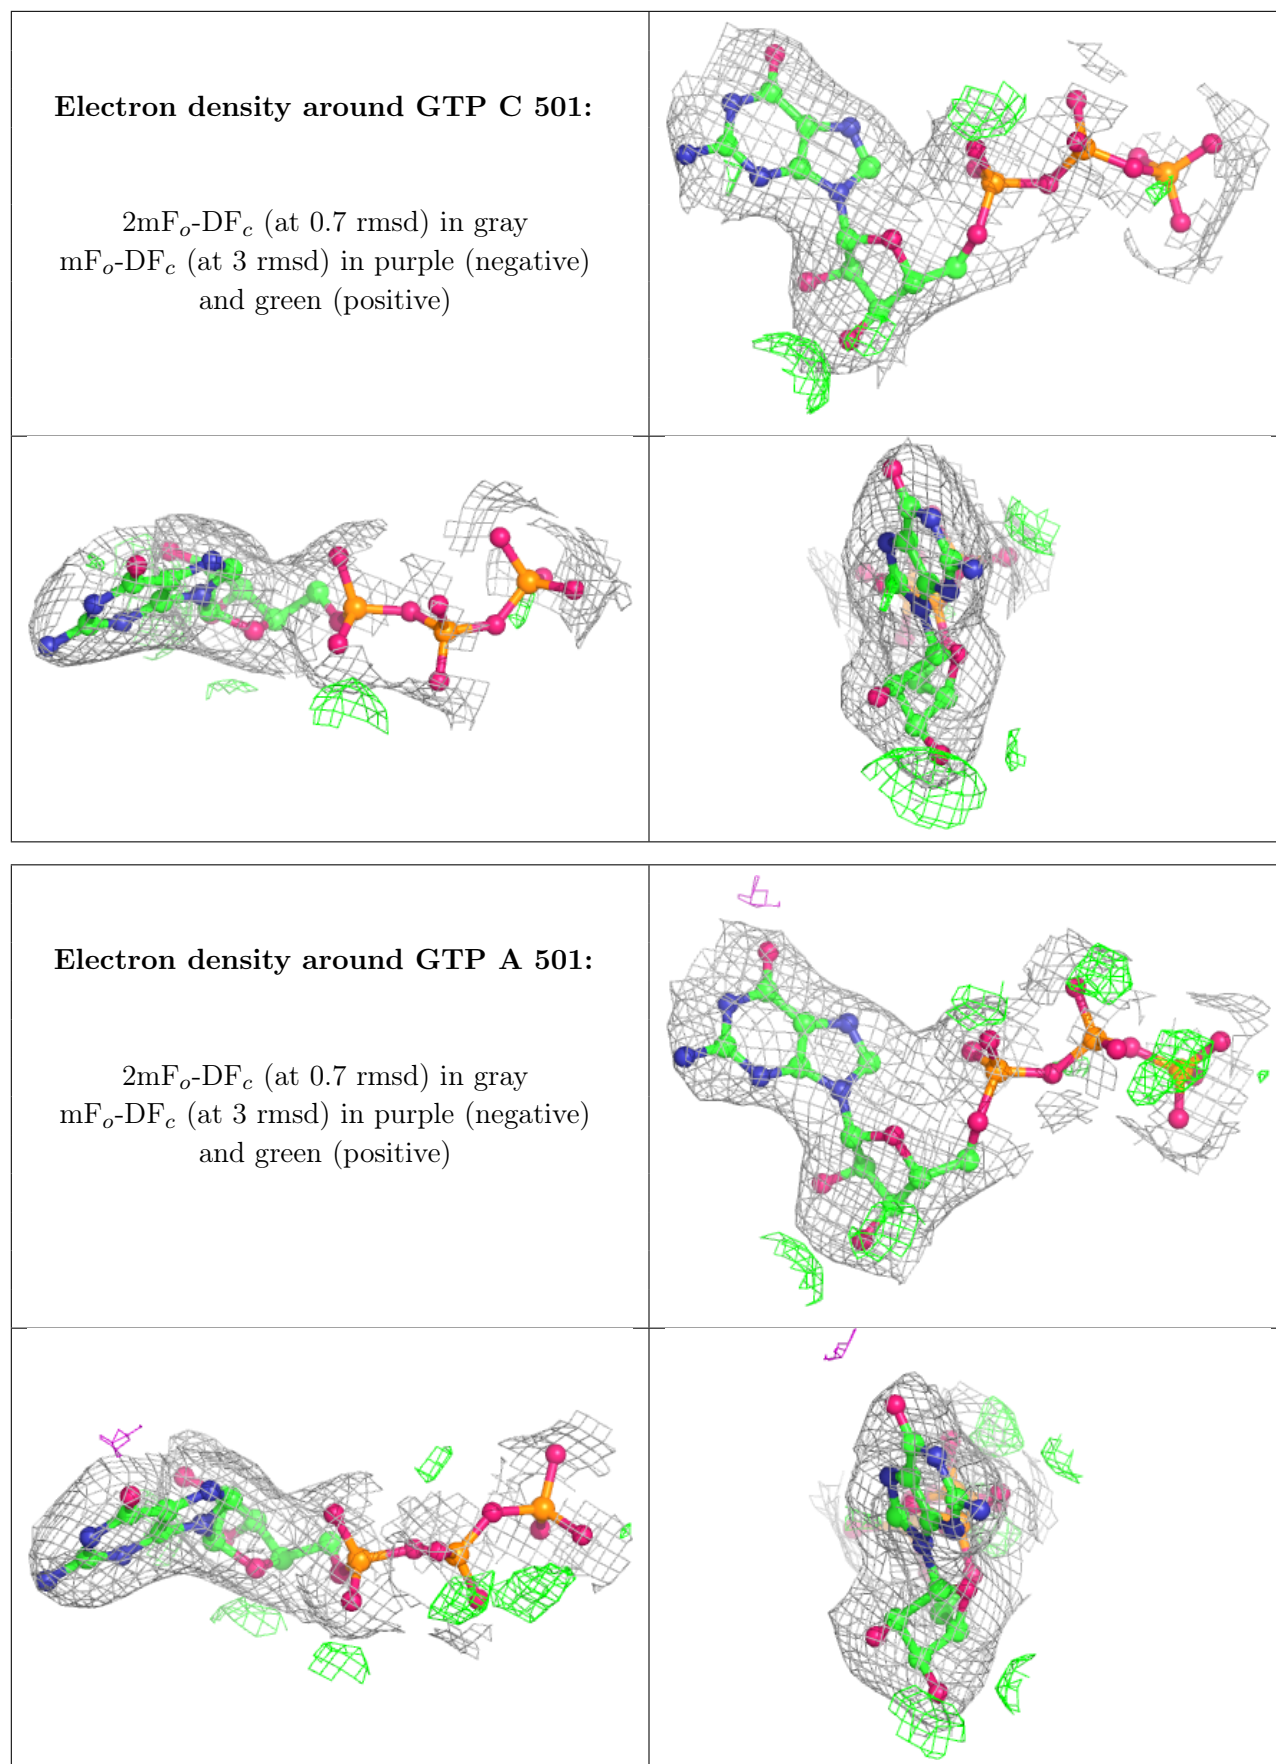 Electron density around GTP C 501:
2mFₒ-DF𝒸 (at 0.7 rmsd) in gray
mFₒ-DF𝒸 (at 3 rmsd) in purple (negative)
and green (positive)
Electron density around GTP A 501:
2mFₒ-DF𝒸 (at 0.7 rmsd) in gray
mFₒ-DF𝒸 (at 3 rmsd) in purple (negative)
and green (positive)